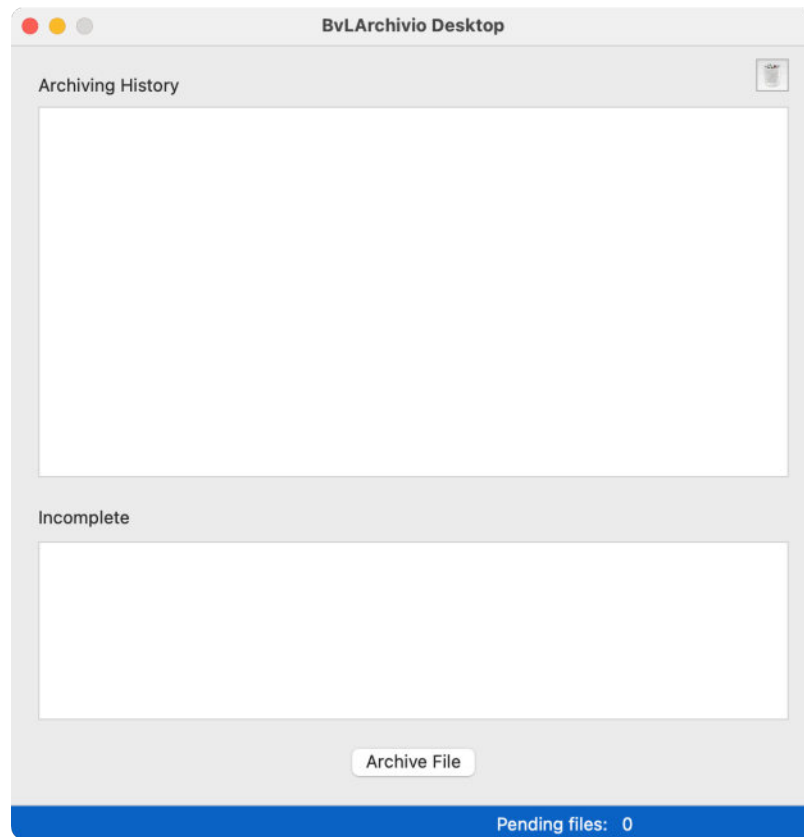 BvLArchivio Desktop
Archiving History
Incomplete
Archive File
Pending files: 0